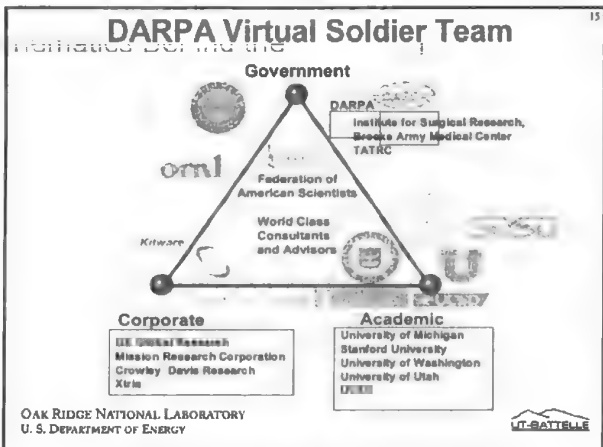 15
DARPA Virtual Soldier Team
Government
DARPA
Institute for Surgical Research,
Brooke Army Medical Center
TATRC
ornl
Federation of
American Scientists
World Class
Consultants
and Advisors
Kitware
Corporate
Mission Research Corporation
Crowley Davis Research
Xtria
Academic
University of Michigan
Stanford University
University of Washington
University of Utah
OAK RIDGE NATIONAL LABORATORY
U. S. DEPARTMENT OF ENERGY
UT-BATTELLE